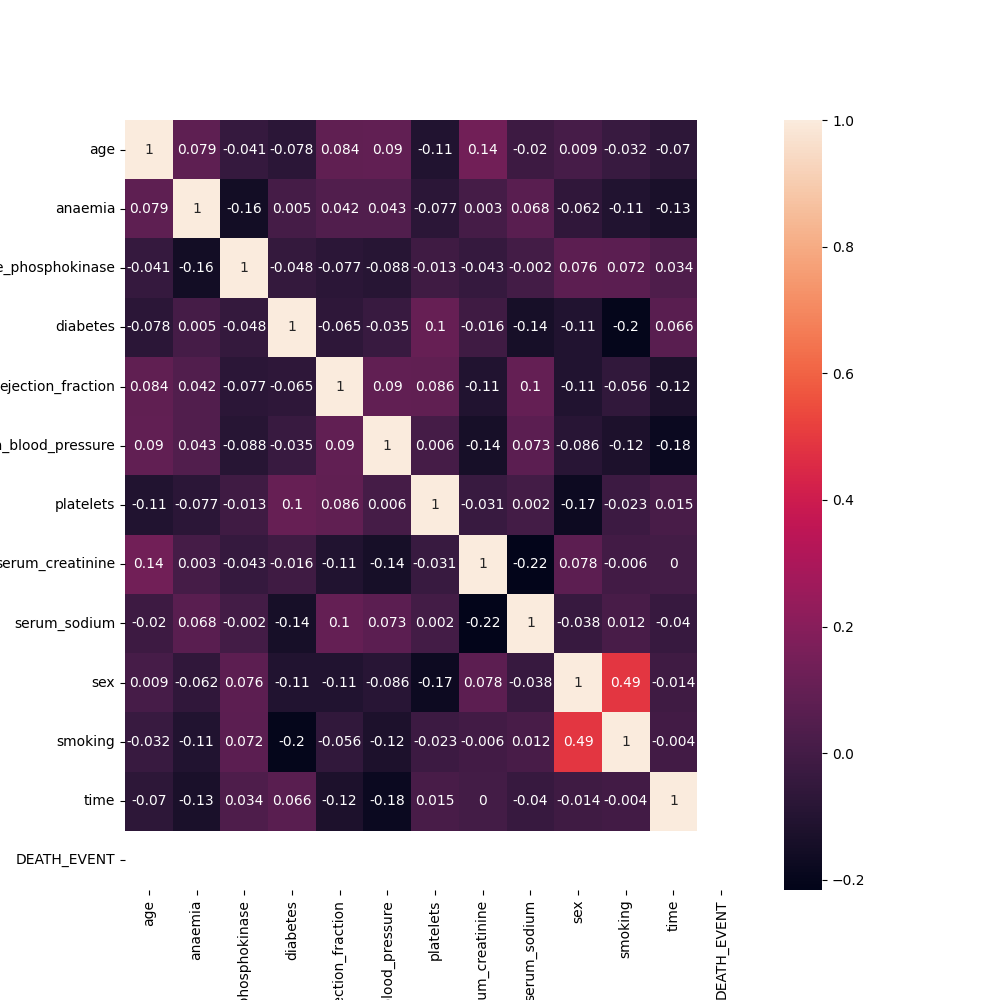 1.0
age 1 0.079 -0.041 -0.078 0.084 0.09 -0.11 0.14 -0.02 0.009 -0.032 -0.07
anaemia 0.079 1 -0.16 0.005 0.042 0.043 -0.077 0.003 0.068 -0.062 -0.11 -0.13
0.8
e_phosphokinase -0.041 -0.16 1 -0.048 -0.077 -0.088 -0.013 -0.043 -0.002 0.076 0.072 0.034
diabetes -0.078 0.005 -0.048 1 -0.065 -0.035 0.1 -0.016 -0.14 -0.11 -0.2 0.066
0.6
ejection_fraction 0.084 0.042 -0.077 -0.065 1 0.09 0.086 -0.11 0.1 -0.11 -0.056 -0.12
h_blood_pressure 0.09 0.043 -0.088 -0.035 0.09 1 0.006 -0.14 0.073 -0.086 -0.12 -0.18
0.4
platelets -0.11 -0.077 -0.013 0.1 0.086 0.006 1 -0.031 0.002 -0.17 -0.023 0.015
serum_creatinine 0.14 0.003 -0.043 -0.016 -0.11 -0.14 -0.031 1 -0.22 0.078 -0.006 0
serum_sodium -0.02 0.068 -0.002 -0.14 0.1 0.073 0.002 -0.22 1 -0.038 0.012 -0.04
0.2
sex 0.009 -0.062 0.076 -0.11 -0.11 -0.086 -0.17 0.078 -0.038 1 0.49 -0.014
smoking -0.032 -0.11 0.072 -0.2 -0.056 -0.12 -0.023 -0.006 0.012 0.49 1 -0.004
0.0
time -0.07 -0.13 0.034 0.066 -0.12 -0.18 0.015 0 -0.04 -0.014 -0.004 1
DEATH_EVENT
−0.2
age
anaemia
phosphokinase
diabetes
ection_fraction
lood_pressure
platelets
um_creatinine
serum_sodium
sex
smoking
time
DEATH_EVENT